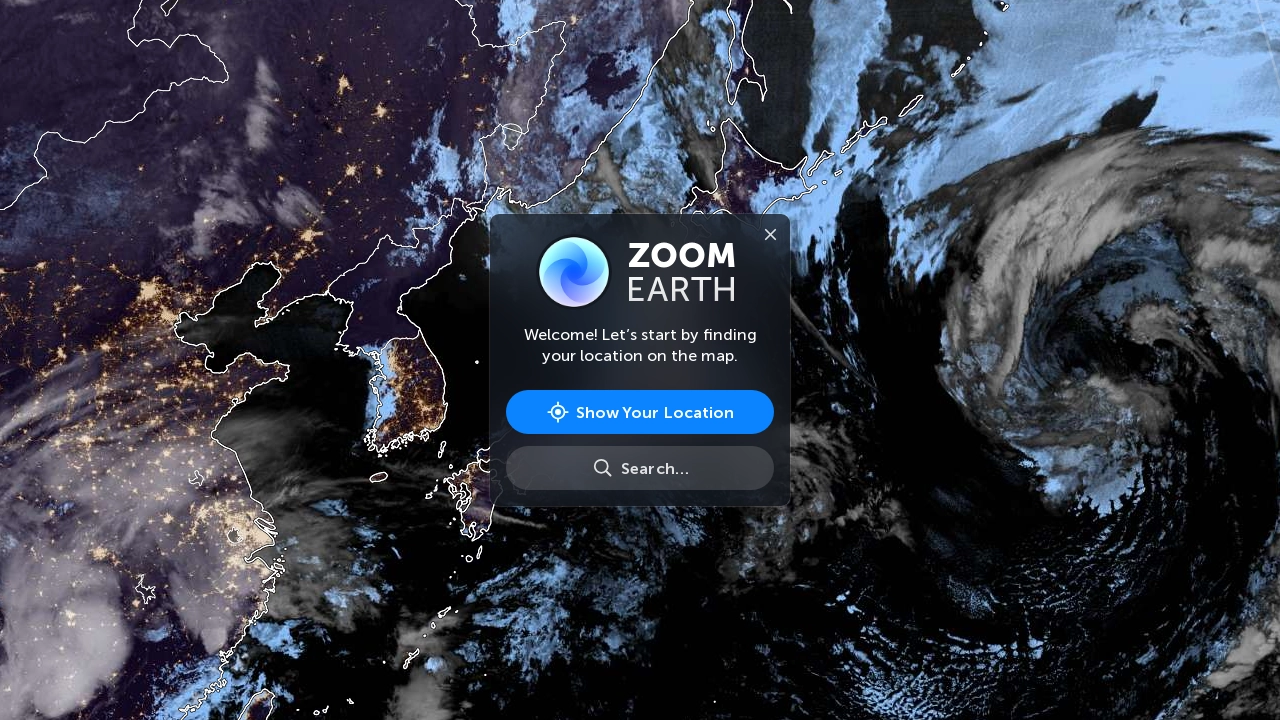 ZOOM
EARTH
Welcome! Let’s start by finding
your location on the map.
Show Your Location
Search…